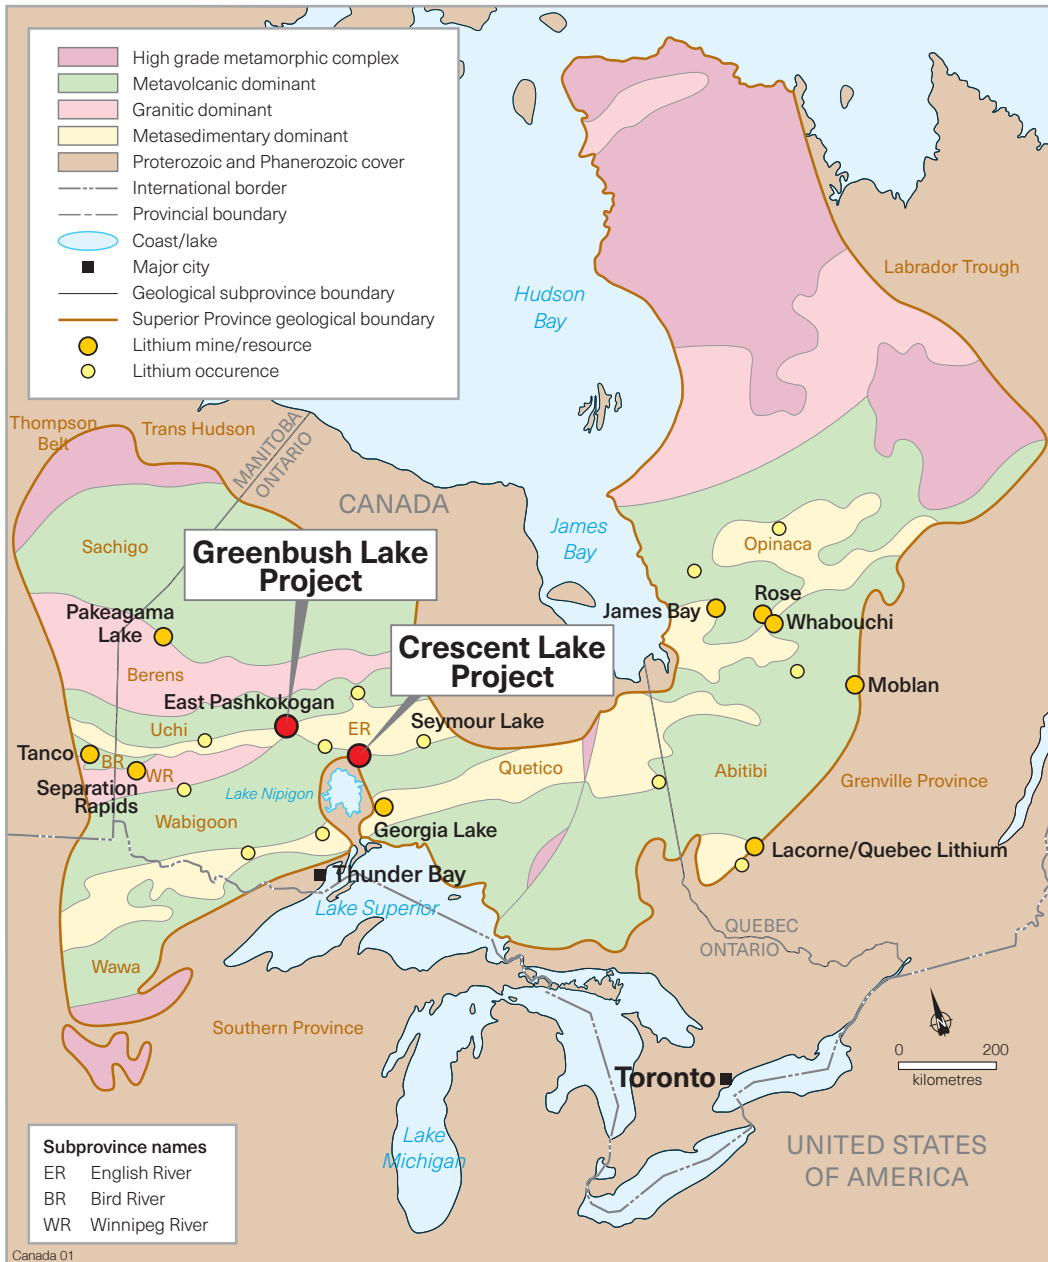 High grade metamorphic complex
Metavolcanic dominant
Granitic dominant
Metasedimentary dominant
Proterozoic and Phanerozoic cover
International border
Provincial boundary
Coast/lake
Major city
Geological subprovince boundary
Superior Province geological boundary
Lithium mine/resource
Lithium occurence
Labrador Trough
Hudson
Bay
Thompson
Belt
Trans Hudson
MANITOBA
ONTARIO
CANADA
James
Bay
Sachigo
Opinaca
Greenbush Lake
Project
Pakeagama
Lake
James Bay
Rose
Whabouchi
Crescent Lake
Project
Berens
East Pashkokogan
Moblan
Uchi
ER
Seymour Lake
Tanco
BR
WR
Quetico
Abitibi
Grenville Province
Separation
Rapids
Lake Nipigon
Wabigoon
Georgia Lake
Lacorne/Quebec Lithium
Thunder Bay
Lake Superior
QUEBEC
ONTARIO
Wawa
Southern Province
0 200
kilometres
Toronto
Lake
Michigan
UNITED STATES
OF AMERICA
Subprovince names
ER English River
BR Bird River
WR Winnipeg River
Canada 01